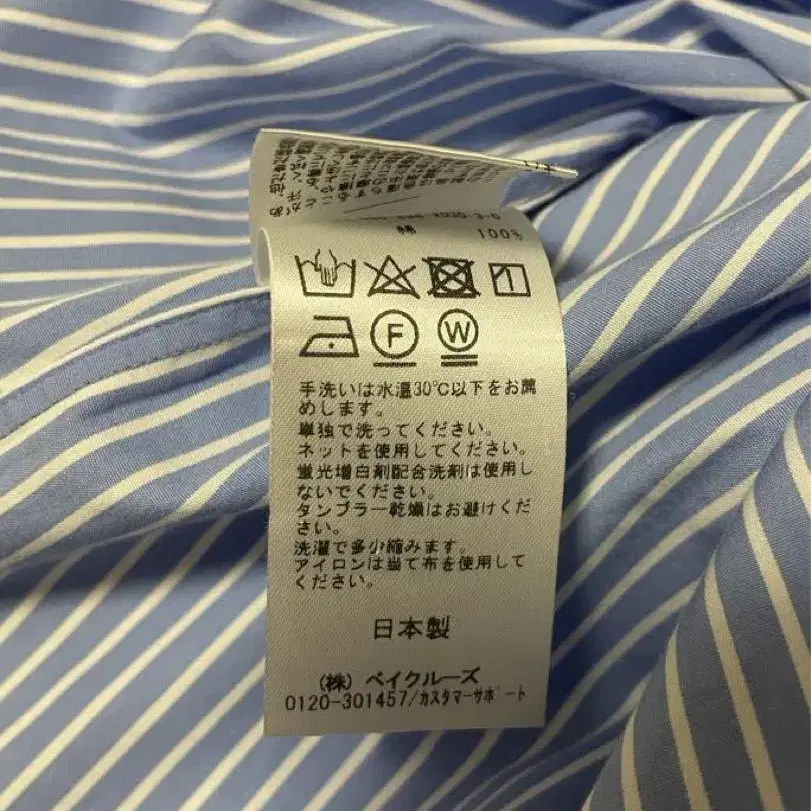 綿 100%
F W
手洗いは水温30℃以下をお薦
めします。
単独で洗ってください。
ネットを使用してください。
蛍光増白剤配合洗剤は使用し
ないでください。
タンブラー乾燥はお避けくだ
さい。
洗濯で多少縮みます。
アイロンは当て布を使用して
ください。
日本製
(株)ベイクルーズ
0120-301457/カスタマーサポート